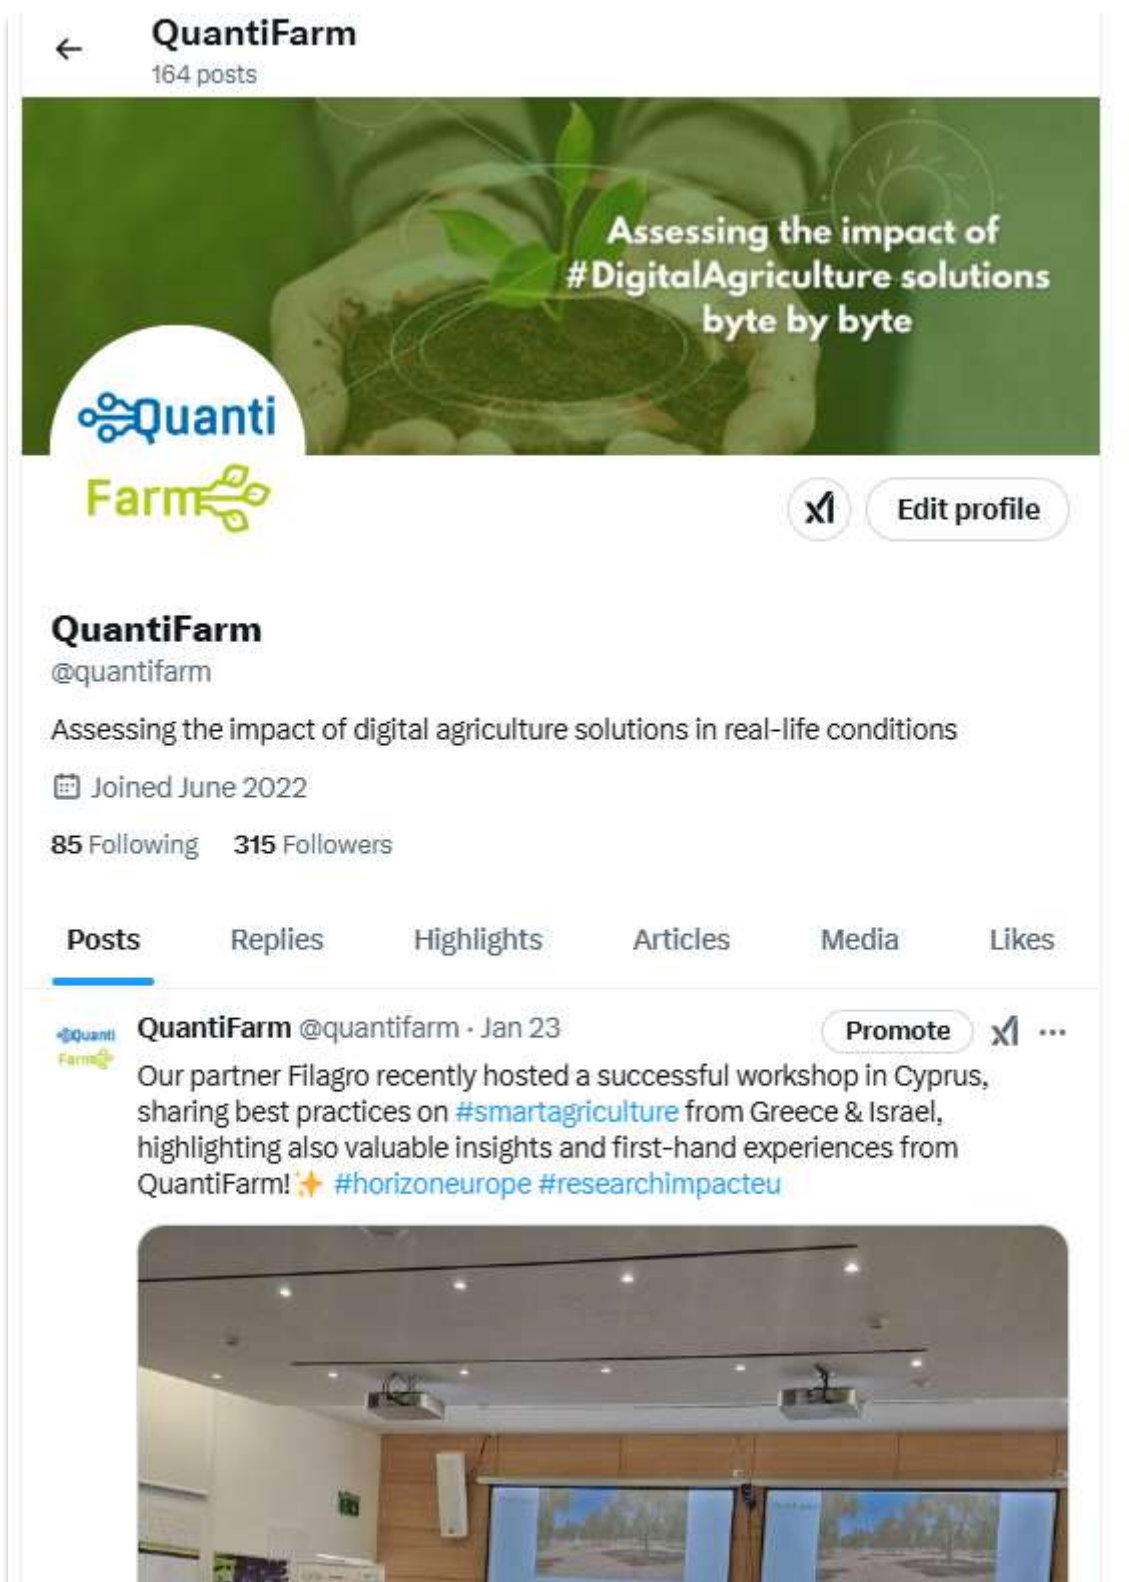 QuantiFarm
164 posts
Assessing the impact of
#DigitalAgriculture solutions
byte by byte
Quanti
Farm
Edit profile
QuantiFarm
@quantifarm
Assessing the impact of digital agriculture solutions in real-life conditions
Joined June 2022
85 Following 315 Followers
Posts Replies Highlights Articles Media Likes
Quanti
Farm
QuantiFarm @quantifarm · Jan 23 Promote
Our partner Filagro recently hosted a successful workshop in Cyprus,
sharing best practices on #smartagriculture from Greece & Israel,
highlighting also valuable insights and first-hand experiences from
QuantiFarm!✨ #horizoneurope #researchimpacteu